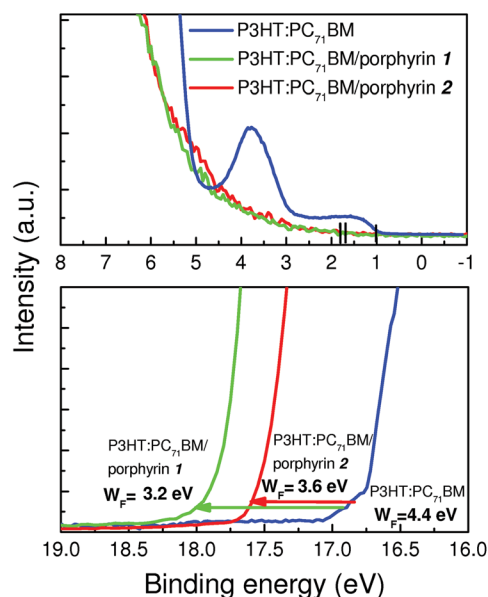 P3HT:PC71BM
P3HT:PC71BM/porphyrin 1
P3HT:PC71BM/porphyrin 2
Intensity (a.u.)
8 7 6 5 4 3 2 1 0 -1
P3HT:PC71BM/
porphyrin 1
WF= 3.2 eV
P3HT:PC71BM/
porphyrin 2
WF= 3.6 eV
P3HT:PC71BM
WF=4.4 eV
19.0 18.5 18.0 17.5 17.0 16.5 16.0
Binding energy (eV)